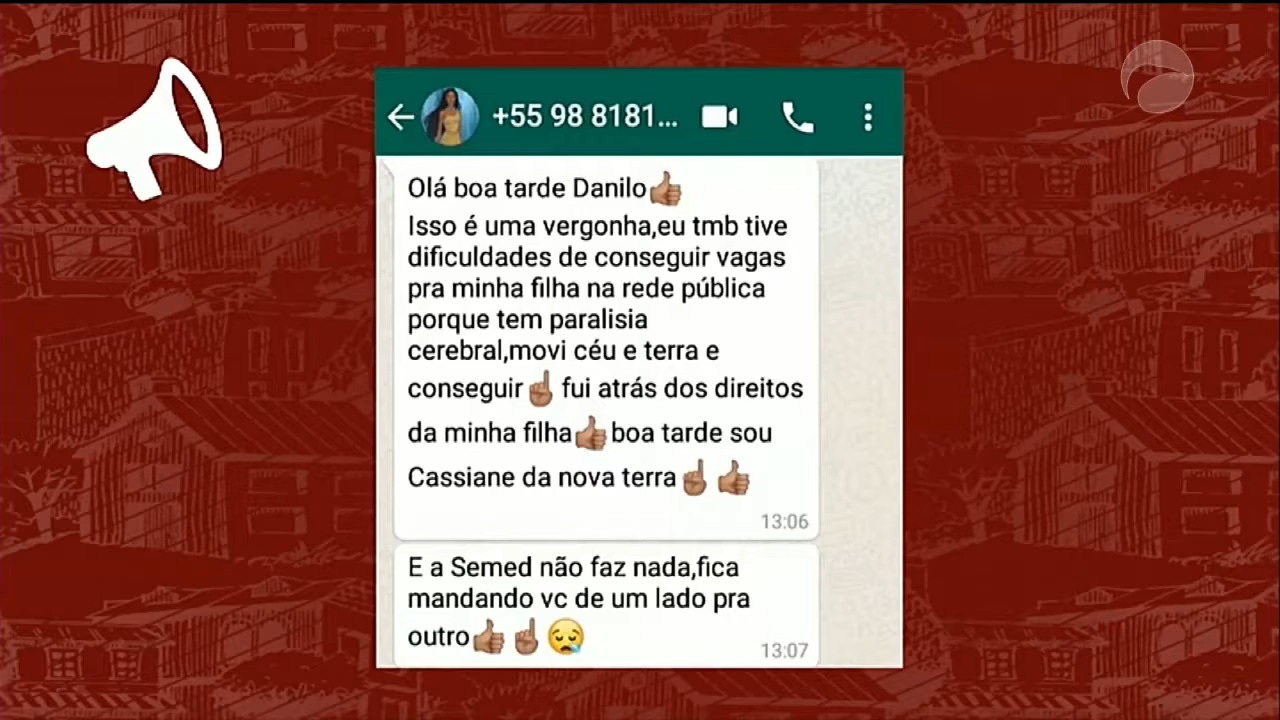 +55 98 8181...
Olá boa tarde Danilo👍🏽
Isso é uma vergonha,eu tmb tive
dificuldades de conseguir vagas
pra minha filha na rede pública
porque tem paralisia
cerebral,movi céu e terra e
conseguir☝🏽 fui atrás dos direitos
da minha filha👍🏽boa tarde sou
Cassiane da nova terra☝🏽👍🏽
13:06
E a Semed não faz nada,fica
mandando vc de um lado pra
outro👍🏽☝🏽😪
13:07